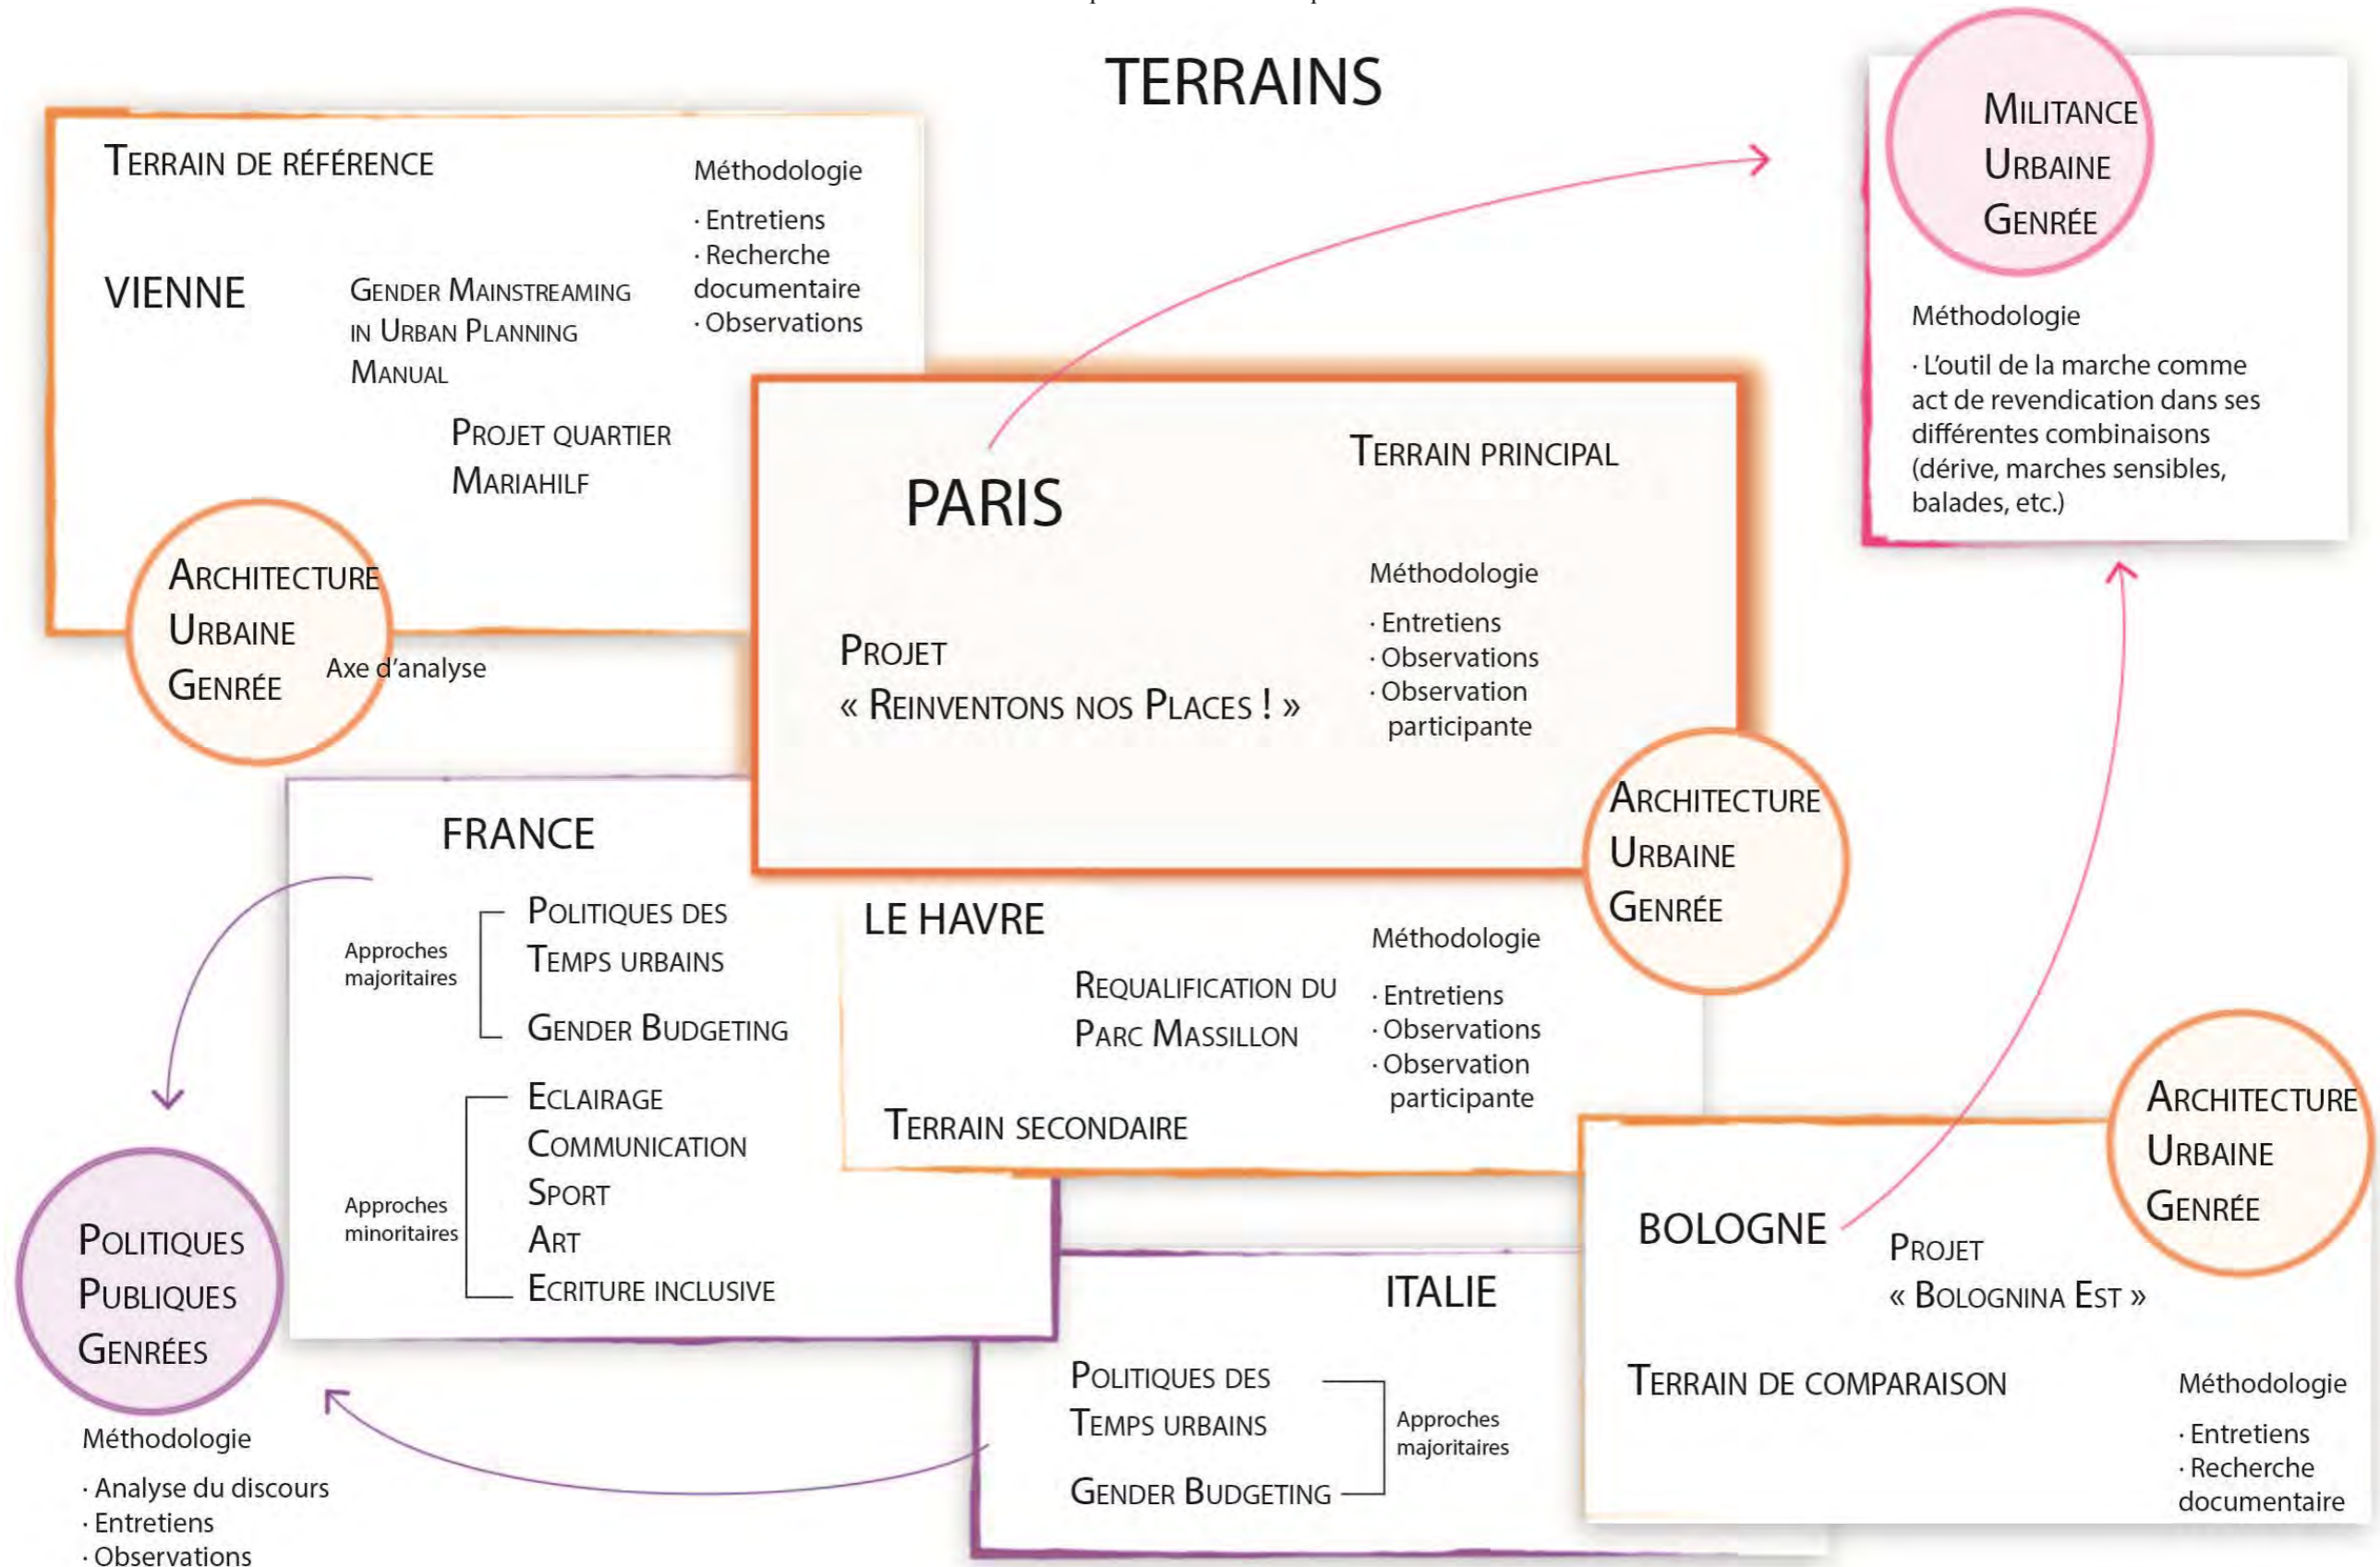 TERRAINS
TERRAIN DE RÉFÉRENCE
VIENNE
GENDER MAINSTREAMING
IN URBAN PLANNING
MANUAL
PROJET QUARTIER
MARIAHILF
Méthodologie
· Entretiens
· Recherche
documentaire
· Observations
ARCHITECTURE
URBAINE
GENRÉE
Axe d'analyse
PARIS
TERRAIN PRINCIPAL
PROJET
« REINVENTONS NOS PLACES ! »
Méthodologie
· Entretiens
· Observations
· Observation
participante
ARCHITECTURE
URBAINE
GENRÉE
MILITANCE
URBAINE
GENRÉE
Méthodologie
· L'outil de la marche comme
act de revendication dans ses
différentes combinaisons
(dérive, marches sensibles,
balades, etc.)
FRANCE
Approches
majoritaires
POLITIQUES DES
TEMPS URBAINS
GENDER BUDGETING
Approches
minoritaires
ECLAIRAGE
COMMUNICATION
SPORT
ART
ECRITURE INCLUSIVE
LE HAVRE
REQUALIFICATION DU
PARC MASSILLON
TERRAIN SECONDAIRE
Méthodologie
· Entretiens
· Observations
· Observation
participante
POLITIQUES
PUBLIQUES
GENRÉES
Méthodologie
· Analyse du discours
· Entretiens
· Observations
ITALIE
POLITIQUES DES
TEMPS URBAINS
GENDER BUDGETING
Approches
majoritaires
BOLOGNE
PROJET
« BOLOGNINA EST »
TERRAIN DE COMPARAISON
Méthodologie
· Entretiens
· Recherche
documentaire
ARCHITECTURE
URBAINE
GENRÉE